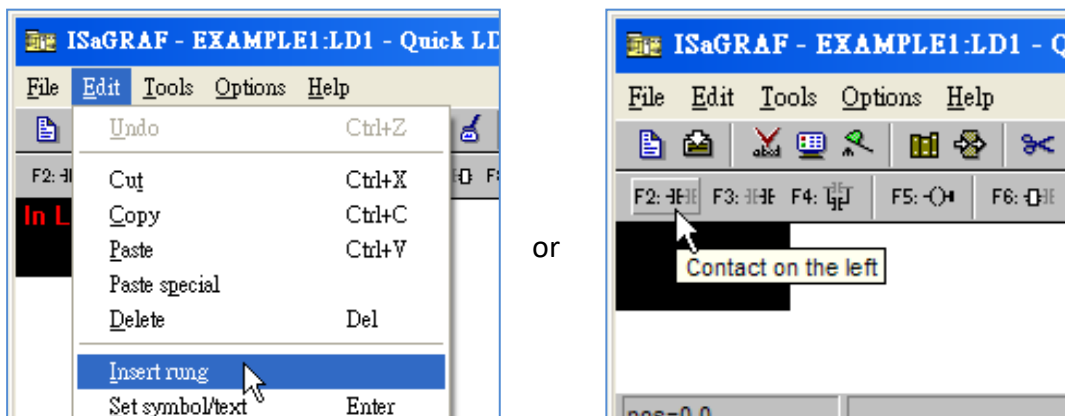 ISaGRAF - EXAMPLE1:LD1 - Quick LD
File Edit Tools Options Help
Undo Ctrl+Z
F2:
Cut Ctrl+X
In L
Copy Ctrl+C
Paste Ctrl+V
Paste special
Delete Del
Insert rung
Set symbol/text Enter
or
ISaGRAF - EXAMPLE1:LD1 - Q
File Edit Tools Options Help
abcd
F2: F3: F4: F5: F6:
Contact on the left
pos=0,0